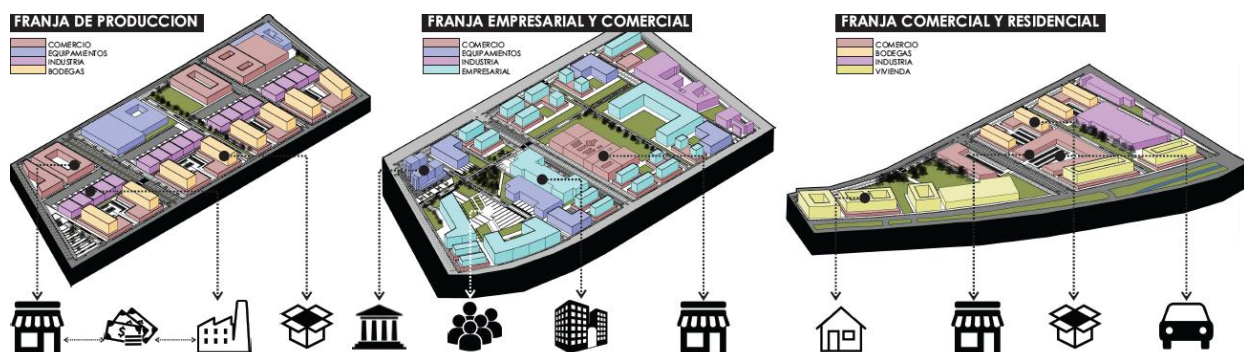 FRANJA DE PRODUCCION
COMERCIO
EQUIPAMIENTOS
INDUSTRIA
BODEGAS
FRANJA EMPRESARIAL Y COMERCIAL
COMERCIO
EQUIPAMIENTOS
INDUSTRIA
EMPRESARIAL
FRANJA COMERCIAL Y RESIDENCIAL
COMERCIO
BODEGAS
INDUSTRIA
VIVIENDA
$